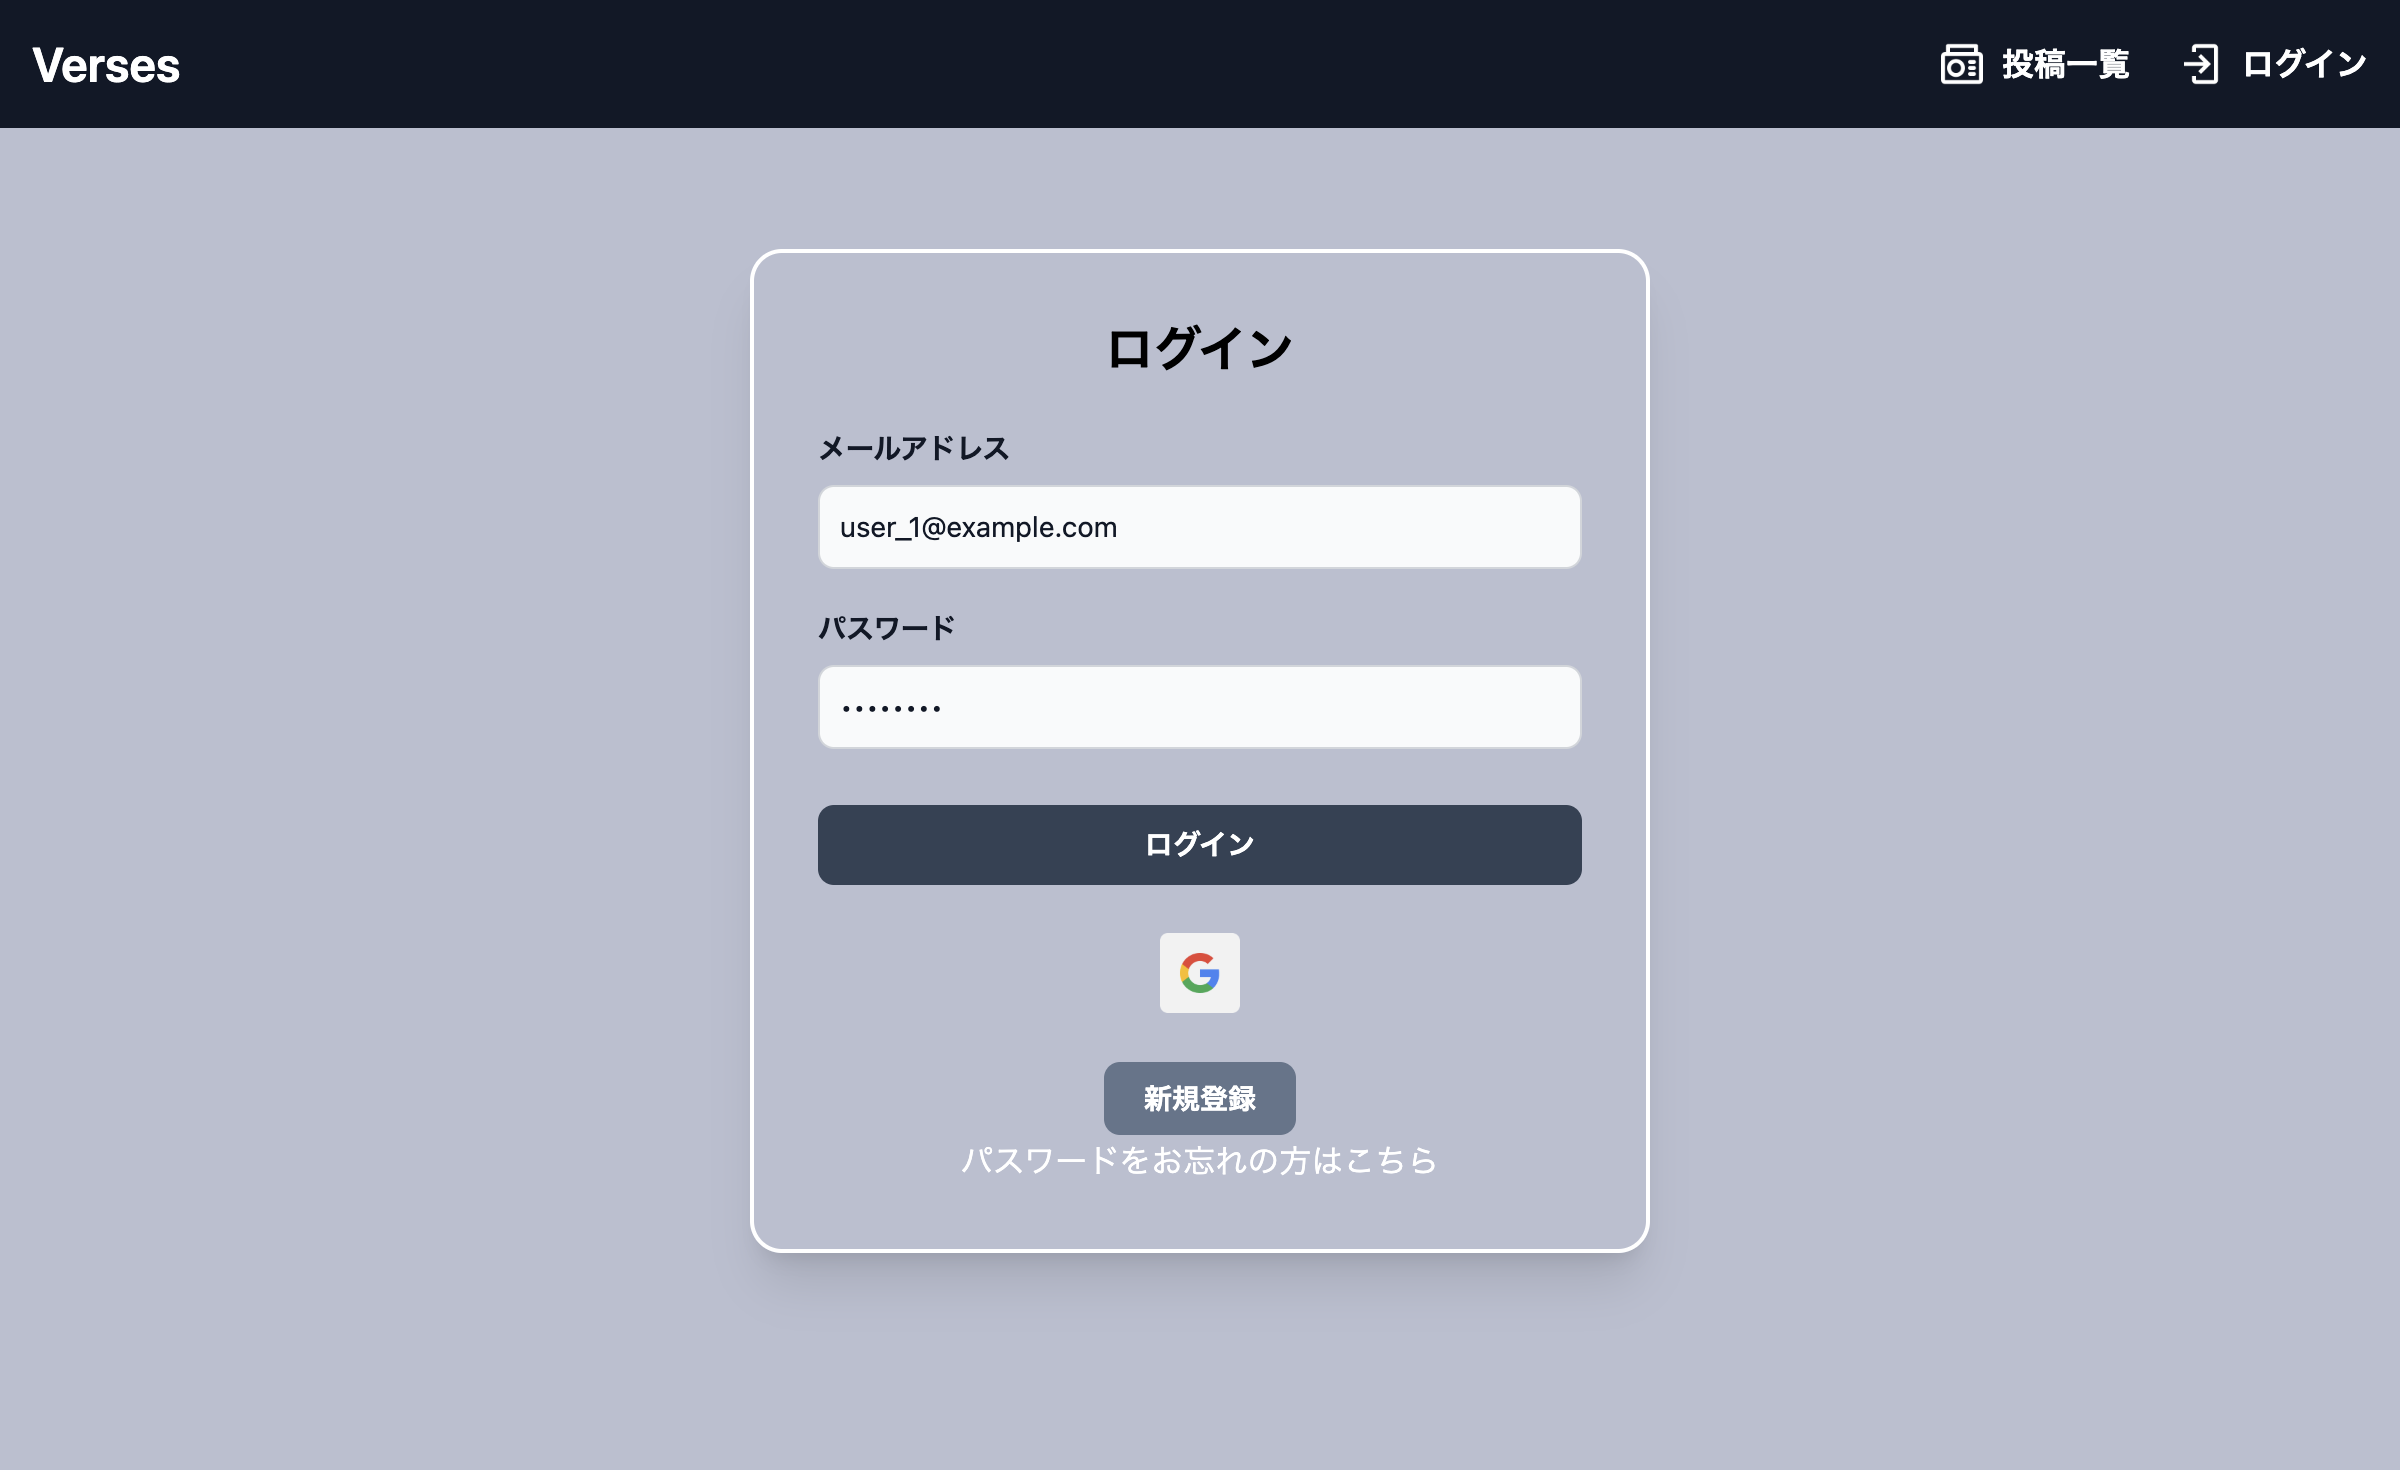 Verses
投稿一覧
ログイン
ログイン
メールアドレス
user_1@example.com
パスワード
••••••••
ログイン
新規登録
パスワードをお忘れの方はこちら